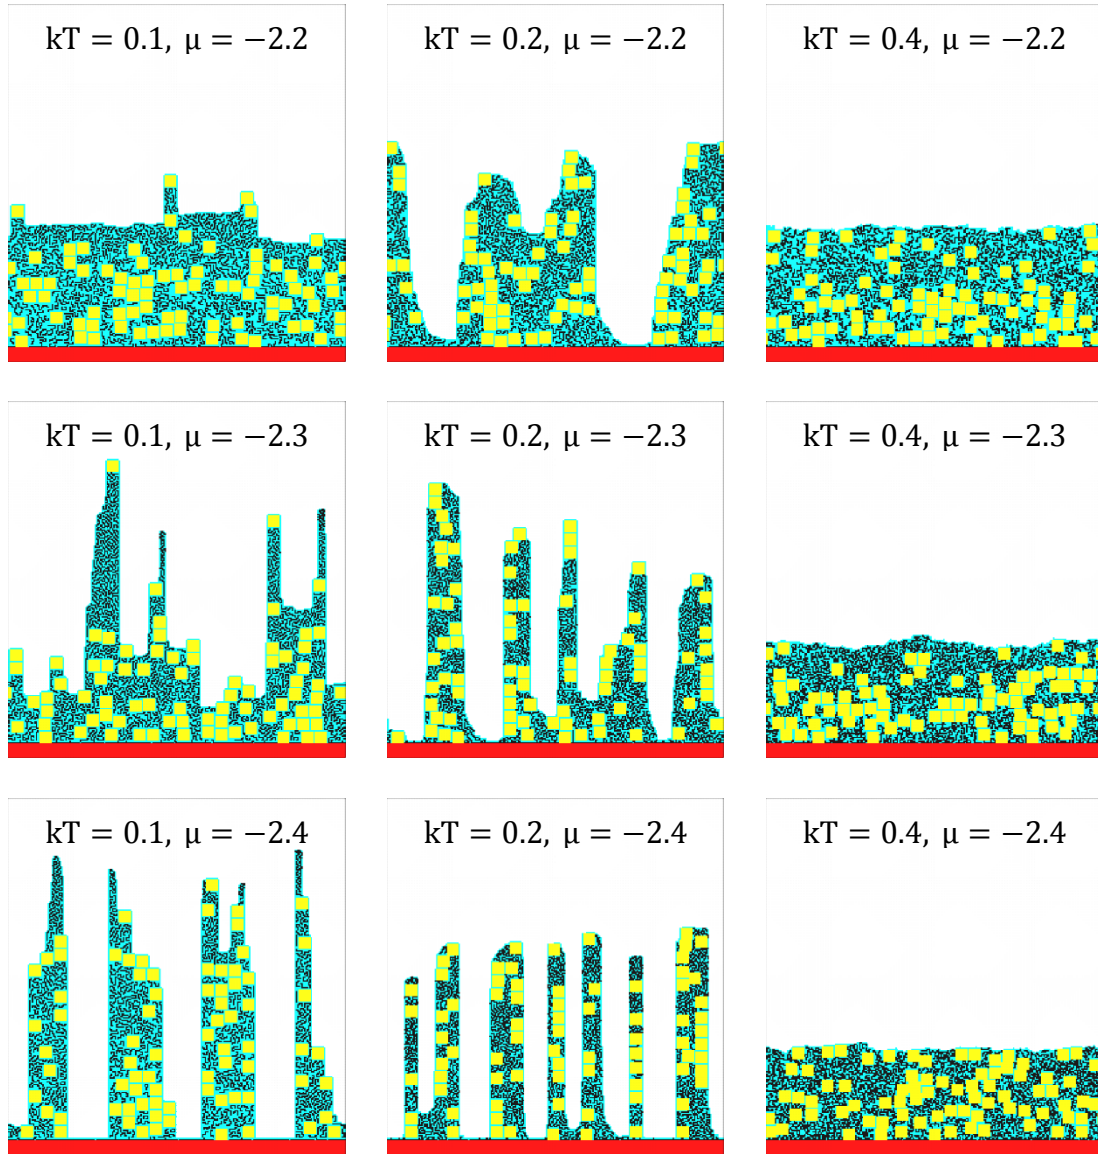 kT = 0.1, μ = −2.2
kT = 0.2, μ = −2.2
kT = 0.4, μ = −2.2
kT = 0.1, μ = −2.3
kT = 0.2, μ = −2.3
kT = 0.4, μ = −2.3
kT = 0.1, μ = −2.4
kT = 0.2, μ = −2.4
kT = 0.4, μ = −2.4